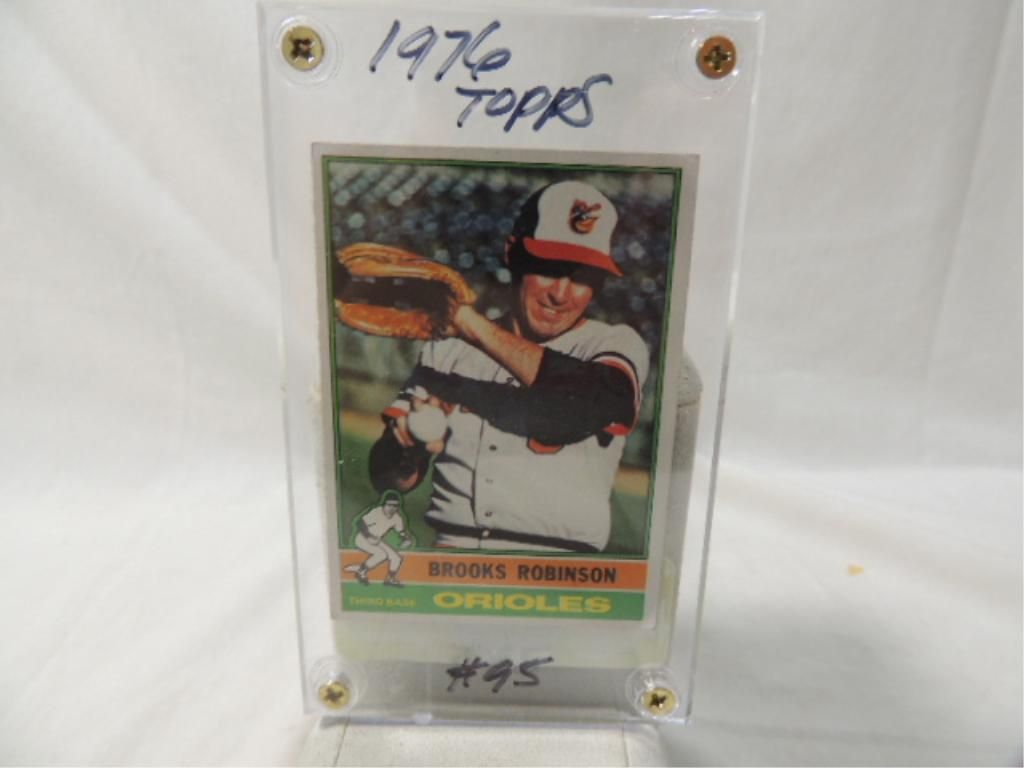 1976
TOPPS
BROOKS ROBINSON
THIRD BASE ORIOLES
#95